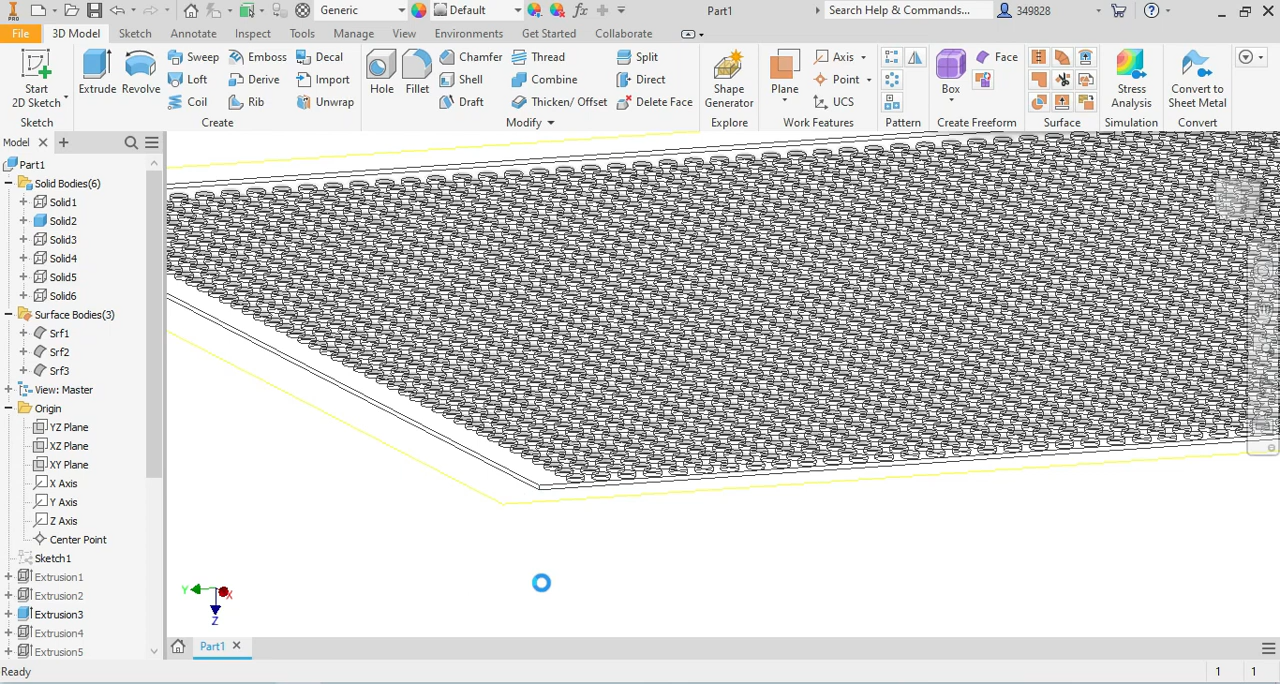 PRO
Generic
Default
Part1
Search Help & Commands...
349828
File
3D Model
Sketch
Annotate
Inspect
Tools
Manage
View
Environments
Get Started
Collaborate
Start
2D Sketch
Sketch
Extrude
Revolve
Sweep
Loft
Coil
Emboss
Derive
Rib
Decal
Import
Unwrap
Create
Hole
Fillet
Chamfer
Shell
Draft
Thread
Combine
Thicken/ Offset
Split
Direct
Delete Face
Modify
Shape
Generator
Explore
Plane
Axis
Point
UCS
Work Features
Pattern
Box
Face
Create Freeform
Surface
Stress
Analysis
Simulation
Convert to
Sheet Metal
Convert
Model
Part1
Solid Bodies(6)
Solid1
Solid2
Solid3
Solid4
Solid5
Solid6
Surface Bodies(3)
Srf1
Srf2
Srf3
View: Master
Origin
YZ Plane
XZ Plane
XY Plane
X Axis
Y Axis
Z Axis
Center Point
Sketch1
Extrusion1
Extrusion2
Extrusion3
Extrusion4
Extrusion5
Y
X
Z
Part1
Ready
1
1